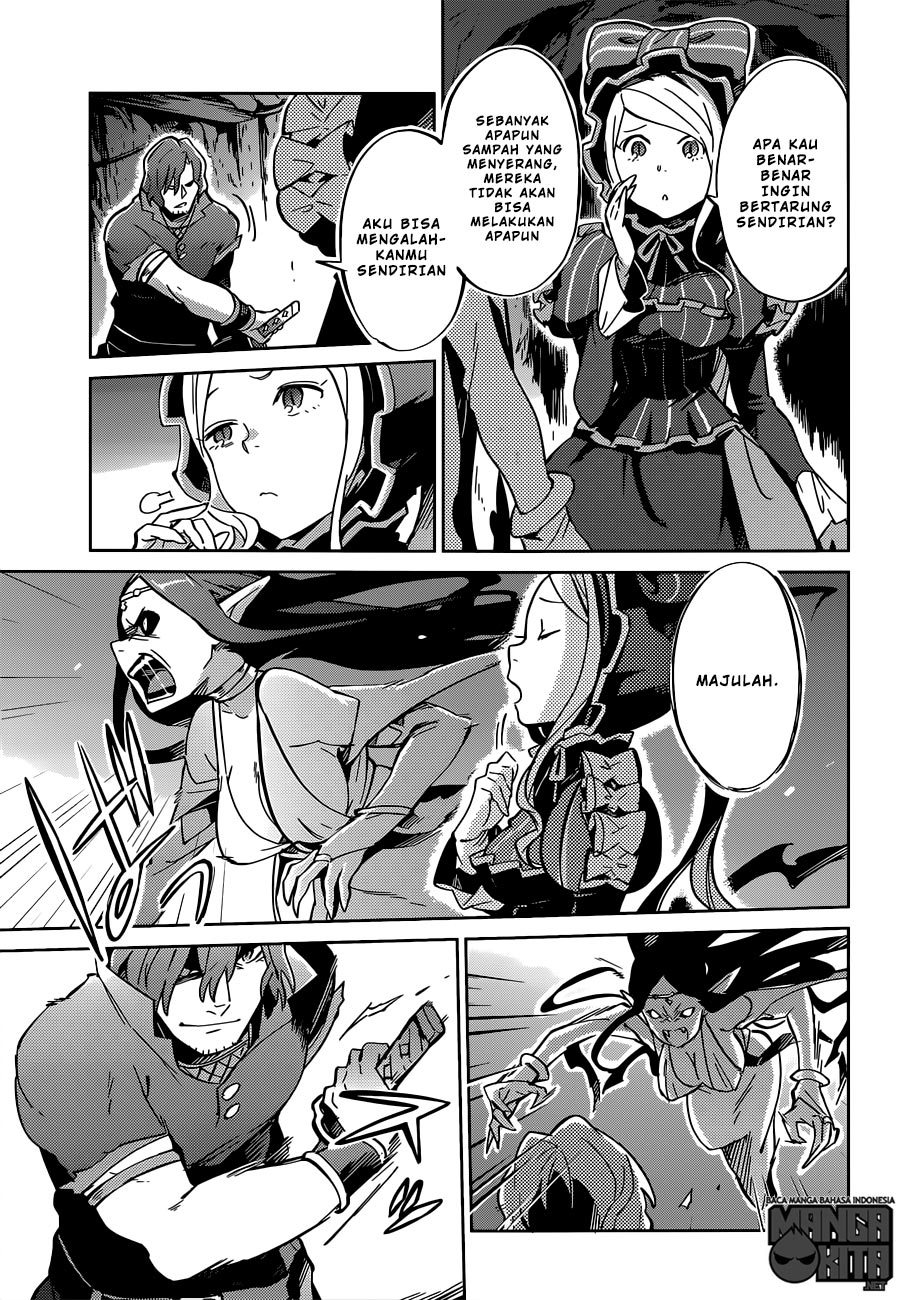 APA KAU
BENAR-
BENAR
INGIN
BERTARUNG
SENDIRIAN?
SEBANYAK
APAPUN
SAMPAH YANG
MENYERANG,
MEREKA
TIDAK AKAN
BISA
MELAKUKAN
APAPUN
AKU BISA
MENGALAH-
KANMU
SENDIRIAN
MAJULAH.
BACA MANGA BAHASA INDONESIA
MANGA
KITA
.NET